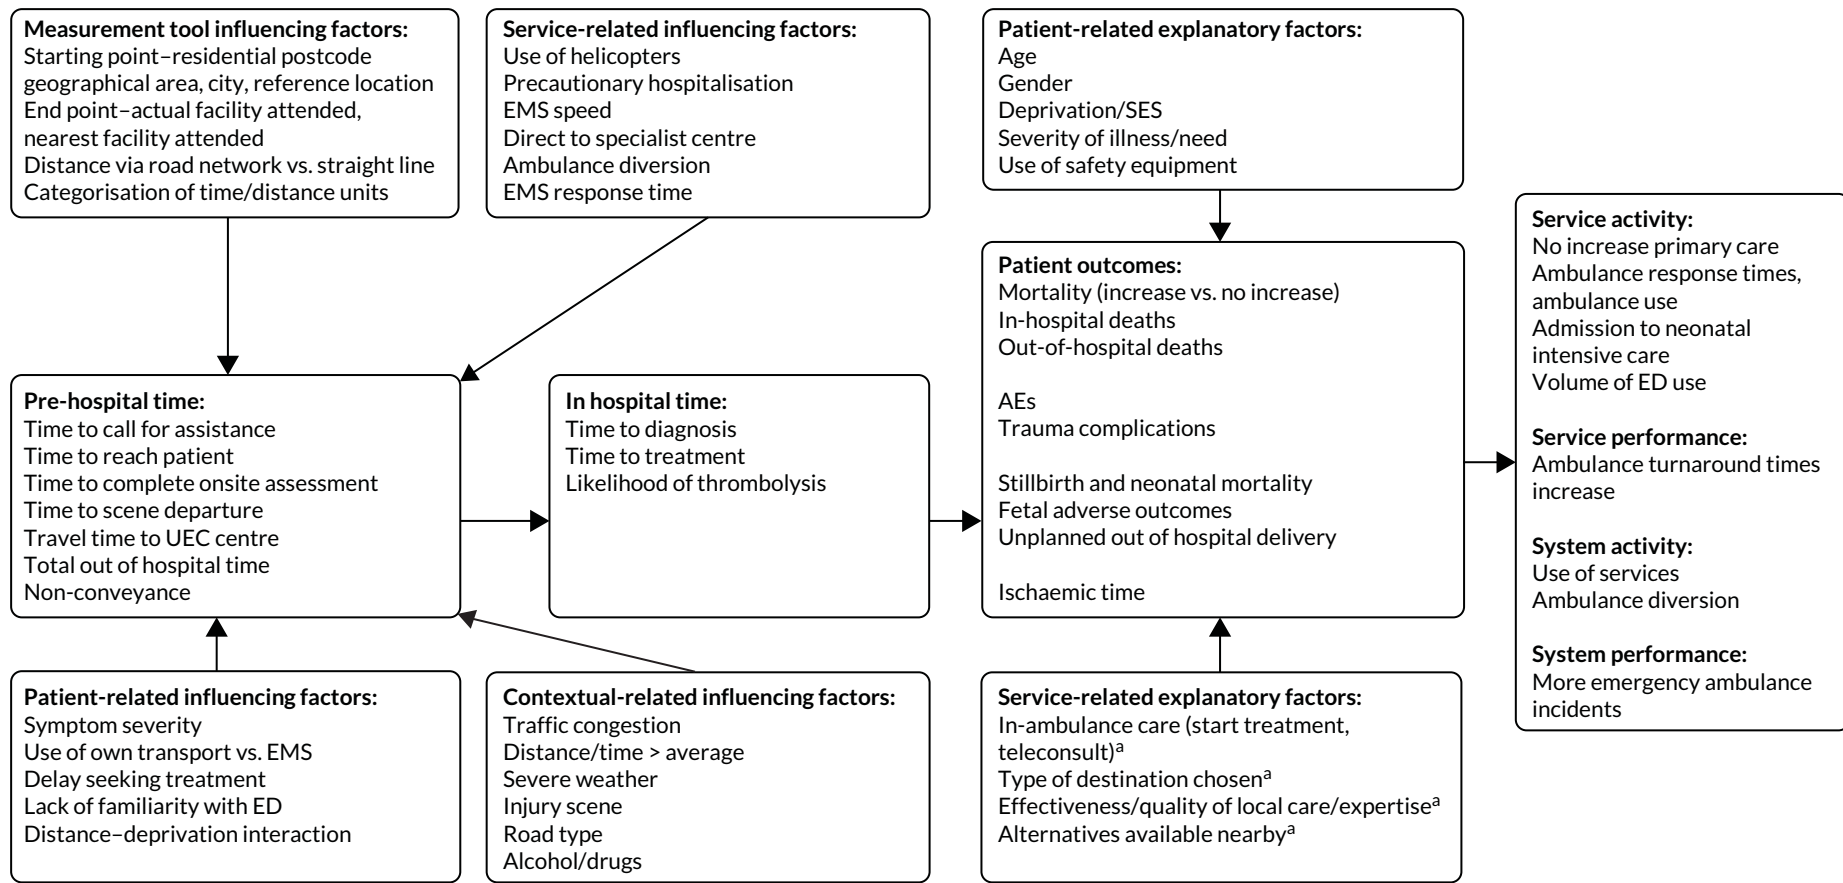 Measurement tool influencing factors:
Starting point–residential postcode
geographical area, city, reference location
End point–actual facility attended,
nearest facility attended
Distance via road network vs. straight line
Categorisation of time/distance units
Service-related influencing factors:
Use of helicopters
Precautionary hospitalisation
EMS speed
Direct to specialist centre
Ambulance diversion
EMS response time
Patient-related explanatory factors:
Age
Gender
Deprivation/SES
Severity of illness/need
Use of safety equipment
Pre-hospital time:
Time to call for assistance
Time to reach patient
Time to complete onsite assessment
Time to scene departure
Travel time to UEC centre
Total out of hospital time
Non-conveyance
In hospital time:
Time to diagnosis
Time to treatment
Likelihood of thrombolysis
Patient outcomes:
Mortality (increase vs. no increase)
In-hospital deaths
Out-of-hospital deaths
AEs
Trauma complications
Stillbirth and neonatal mortality
Fetal adverse outcomes
Unplanned out of hospital delivery
Ischaemic time
Service activity:
No increase primary care
Ambulance response times,
ambulance use
Admission to neonatal
intensive care
Volume of ED use
Service performance:
Ambulance turnaround times
increase
System activity:
Use of services
Ambulance diversion
System performance:
More emergency ambulance
incidents
Patient-related influencing factors:
Symptom severity
Use of own transport vs. EMS
Delay seeking treatment
Lack of familiarity with ED
Distance–deprivation interaction
Contextual-related influencing factors:
Traffic congestion
Distance/time > average
Severe weather
Injury scene
Road type
Alcohol/drugs
Service-related explanatory factors:
In-ambulance care (start treatment,
teleconsult)ᵃ
Type of destination chosenᵃ
Effectiveness/quality of local care/expertiseᵃ
Alternatives available nearbyᵃ